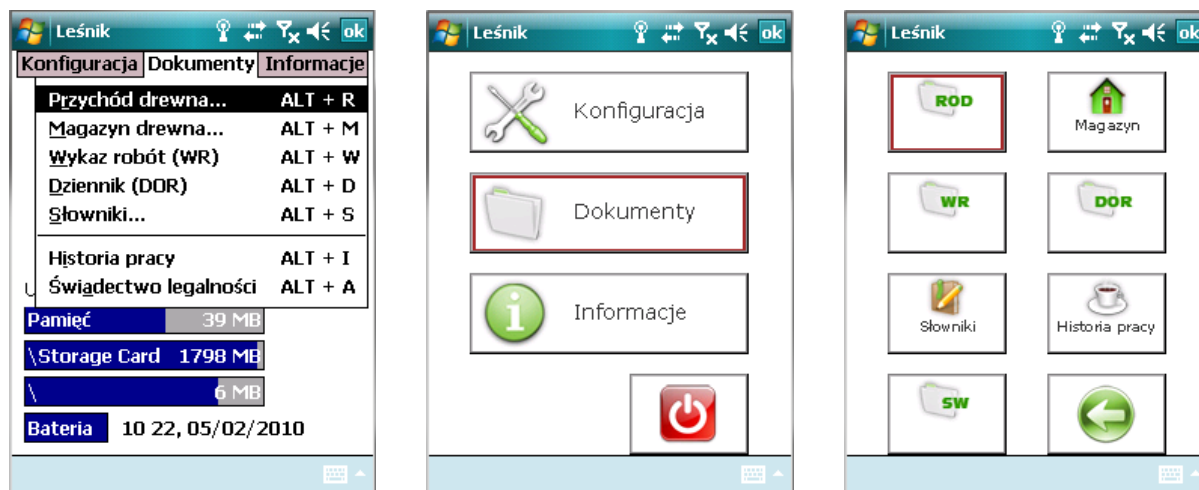 Leśnik ok
Konfiguracja Dokumenty Informacje
Przychód drewna... ALT + R
Magazyn drewna... ALT + M
Wykaz robót (WR) ALT + W
Dziennik (DOR) ALT + D
Słowniki... ALT + S
Historia pracy ALT + I
Świadectwo legalności ALT + A
Pamięć 39 MB
\Storage Card 1798 MB
\ 6 MB
Bateria 10 22, 05/02/2010
Leśnik ok
Konfiguracja
Dokumenty
Informacje
Leśnik ok
ROD
Magazyn
WR DOR
Słowniki Historia pracy
SW